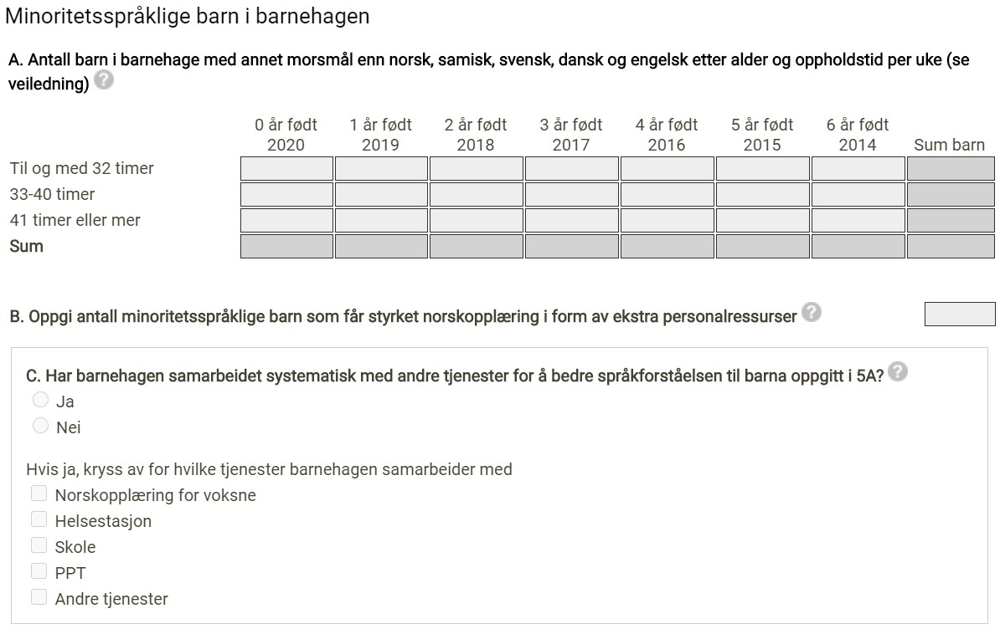 Minoritetsspråklige barn i barnehagen
A. Antall barn i barnehage med annet morsmål enn norsk, samisk, svensk, dansk og engelsk etter alder og oppholdstid per uke (se
veiledning) ?
0 år født 1 år født 2 år født 3 år født 4 år født 5 år født 6 år født
2020 2019 2018 2017 2016 2015 2014 Sum barn
Til og med 32 timer
33-40 timer
41 timer eller mer
Sum
B. Oppgi antall minoritetsspråklige barn som får styrket norskopplæring i form av ekstra personalressurser ?
C. Har barnehagen samarbeidet systematisk med andre tjenester for å bedre språkforståelsen til barna oppgitt i 5A? ?
Ja
Nei
Hvis ja, kryss av for hvilke tjenester barnehagen samarbeider med
Norskopplæring for voksne
Helsestasjon
Skole
PPT
Andre tjenester